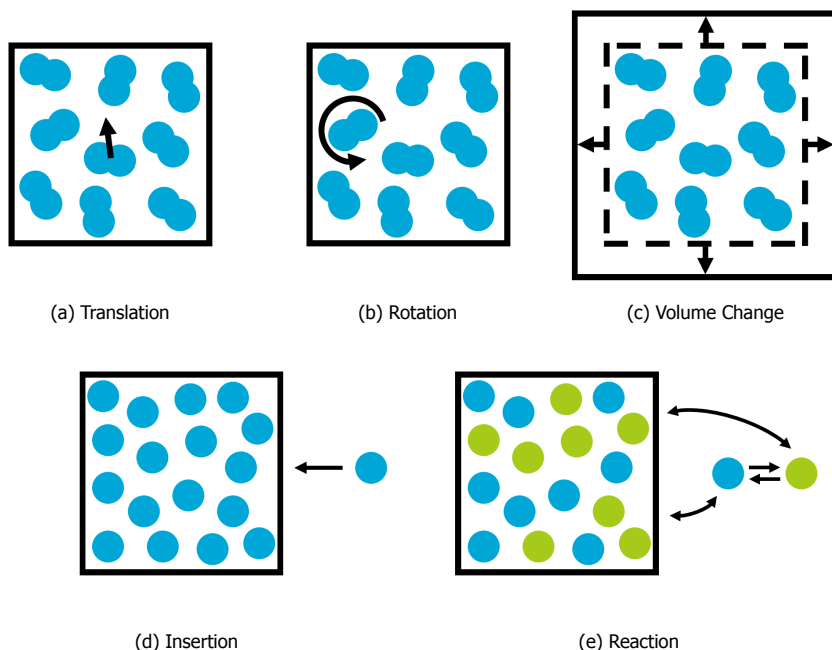 (a) Translation
(b) Rotation
(c) Volume Change
(d) Insertion
(e) Reaction